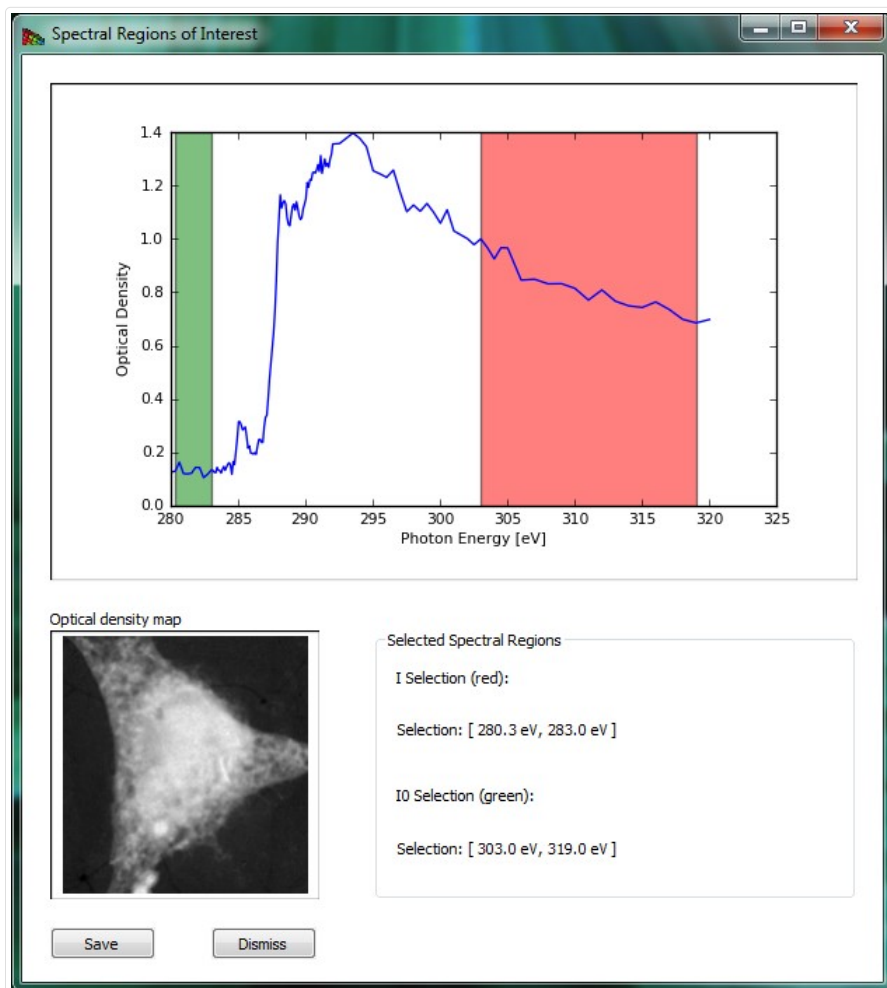 Spectral Regions of Interest
1.4
1.2
1.0
0.8
0.6
0.4
0.2
0.0
Optical Density
280 285 290 295 300 305 310 315 320 325
Photon Energy [eV]
Optical density map
Selected Spectral Regions
I Selection (red):
Selection: [ 280.3 eV, 283.0 eV ]
I0 Selection (green):
Selection: [ 303.0 eV, 319.0 eV ]
Save
Dismiss